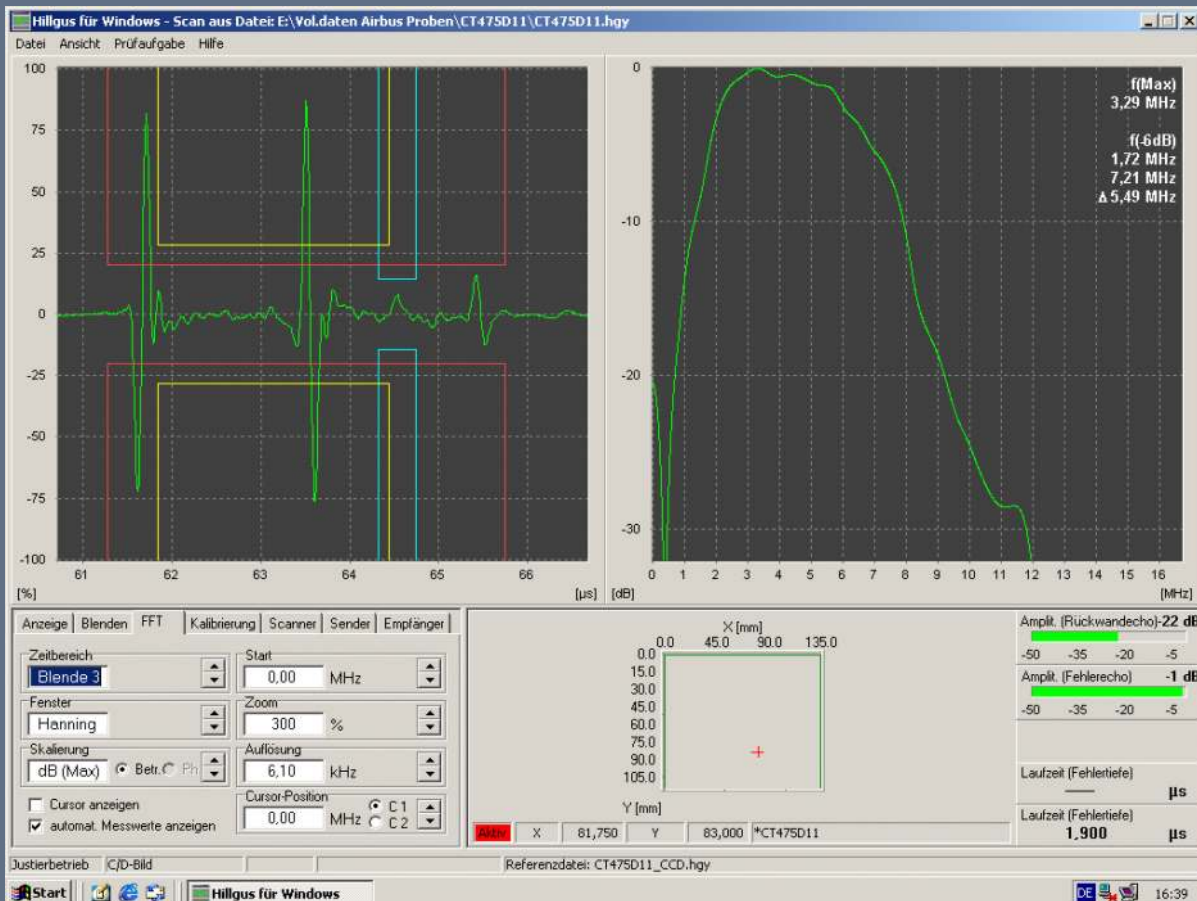 Hillgus für Windows - Scan aus Datei: E:\Vol.daten Airbus Proben\CT475D11\CT475D11.hgy
Datei Ansicht Prüfaufgabe Hilfe
100
75
50
25
0
-25
-50
-75
-100
61 62 63 64 65 66
[%] [µs]
0
-10
-20
-30
f(Max)
3,29 MHz
f(-6dB)
1,72 MHz
7,21 MHz
Δ 5,49 MHz
0 1 2 3 4 5 6 7 8 9 10 11 12 13 14 15 16
[dB] [MHz]
Anzeige Blenden FFT Kalibrierung Scanner Sender Empfänger
Zeitbereich
Blende 3
Start
0,00 MHz
Fenster
Hanning
Zoom
300 %
Skalierung
dB (Max) Betr. Ph
Auflösung
6,10 kHz
Cursor anzeigen
automat. Messwerte anzeigen
Cursor-Position
0,00 MHz C 1
C 2
X [mm]
0.0 45.0 90.0 135.0
0.0
15.0
30.0
45.0
60.0
75.0
90.0
105.0
Y [mm]
Aktiv X 81,750 Y 83,000 *CT475D11
Amplit. (Rückwandecho) -22 dB
-50 -35 -20 -5
Amplit. (Fehlerecho) -1 dB
-50 -35 -20 -5
Laufzeit (Fehlertiefe)
— µs
Laufzeit (Fehlertiefe)
1,900 µs
Justierbetrieb C/D-Bild Referenzdatei: CT475D11_CCD.hgy
Start Hillgus für Windows DE 16:39